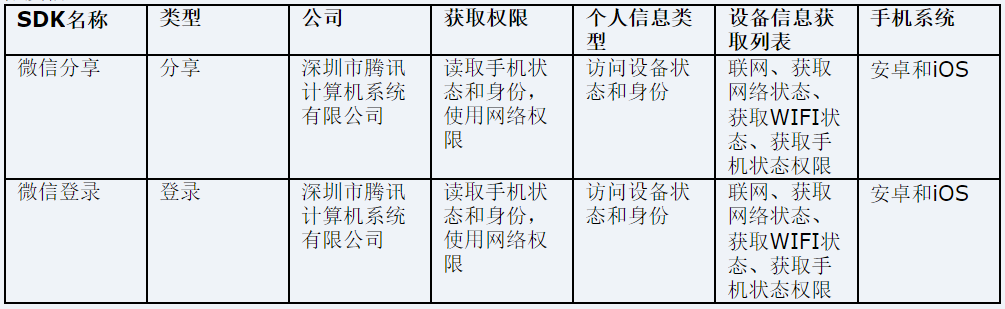 SDK名称
类型
公司
获取权限
个人信息类
型
设备信息获
取列表
手机系统
微信分享
分享
深圳市腾讯
计算机系统
有限公司
读取手机状
态和身份，
使用网络权
限
访问设备状
态和身份
联网、获取
网络状态、
获取WIFI状
态、获取手
机状态权限
安卓和iOS
微信登录
登录
深圳市腾讯
计算机系统
有限公司
读取手机状
态和身份，
使用网络权
限
访问设备状
态和身份
联网、获取
网络状态、
获取WIFI状
态、获取手
机状态权限
安卓和iOS